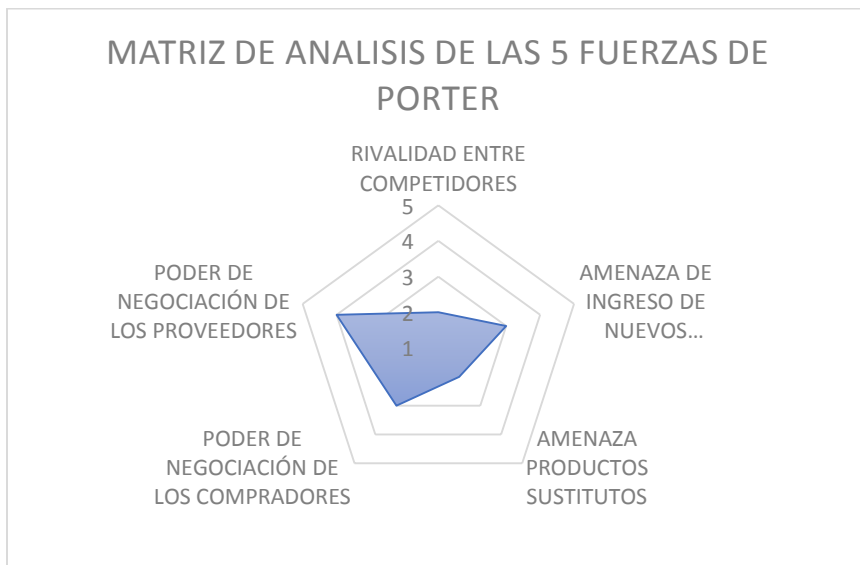 MATRIZ DE ANALISIS DE LAS 5 FUERZAS DE
PORTER
RIVALIDAD ENTRE
COMPETIDORES
5
4
3
2
1
AMENAZA DE
INGRESO DE
NUEVOS...
AMENAZA
PRODUCTOS
SUSTITUTOS
PODER DE
NEGOCIACIÓN DE
LOS COMPRADORES
PODER DE
NEGOCIACIÓN DE
LOS PROVEEDORES